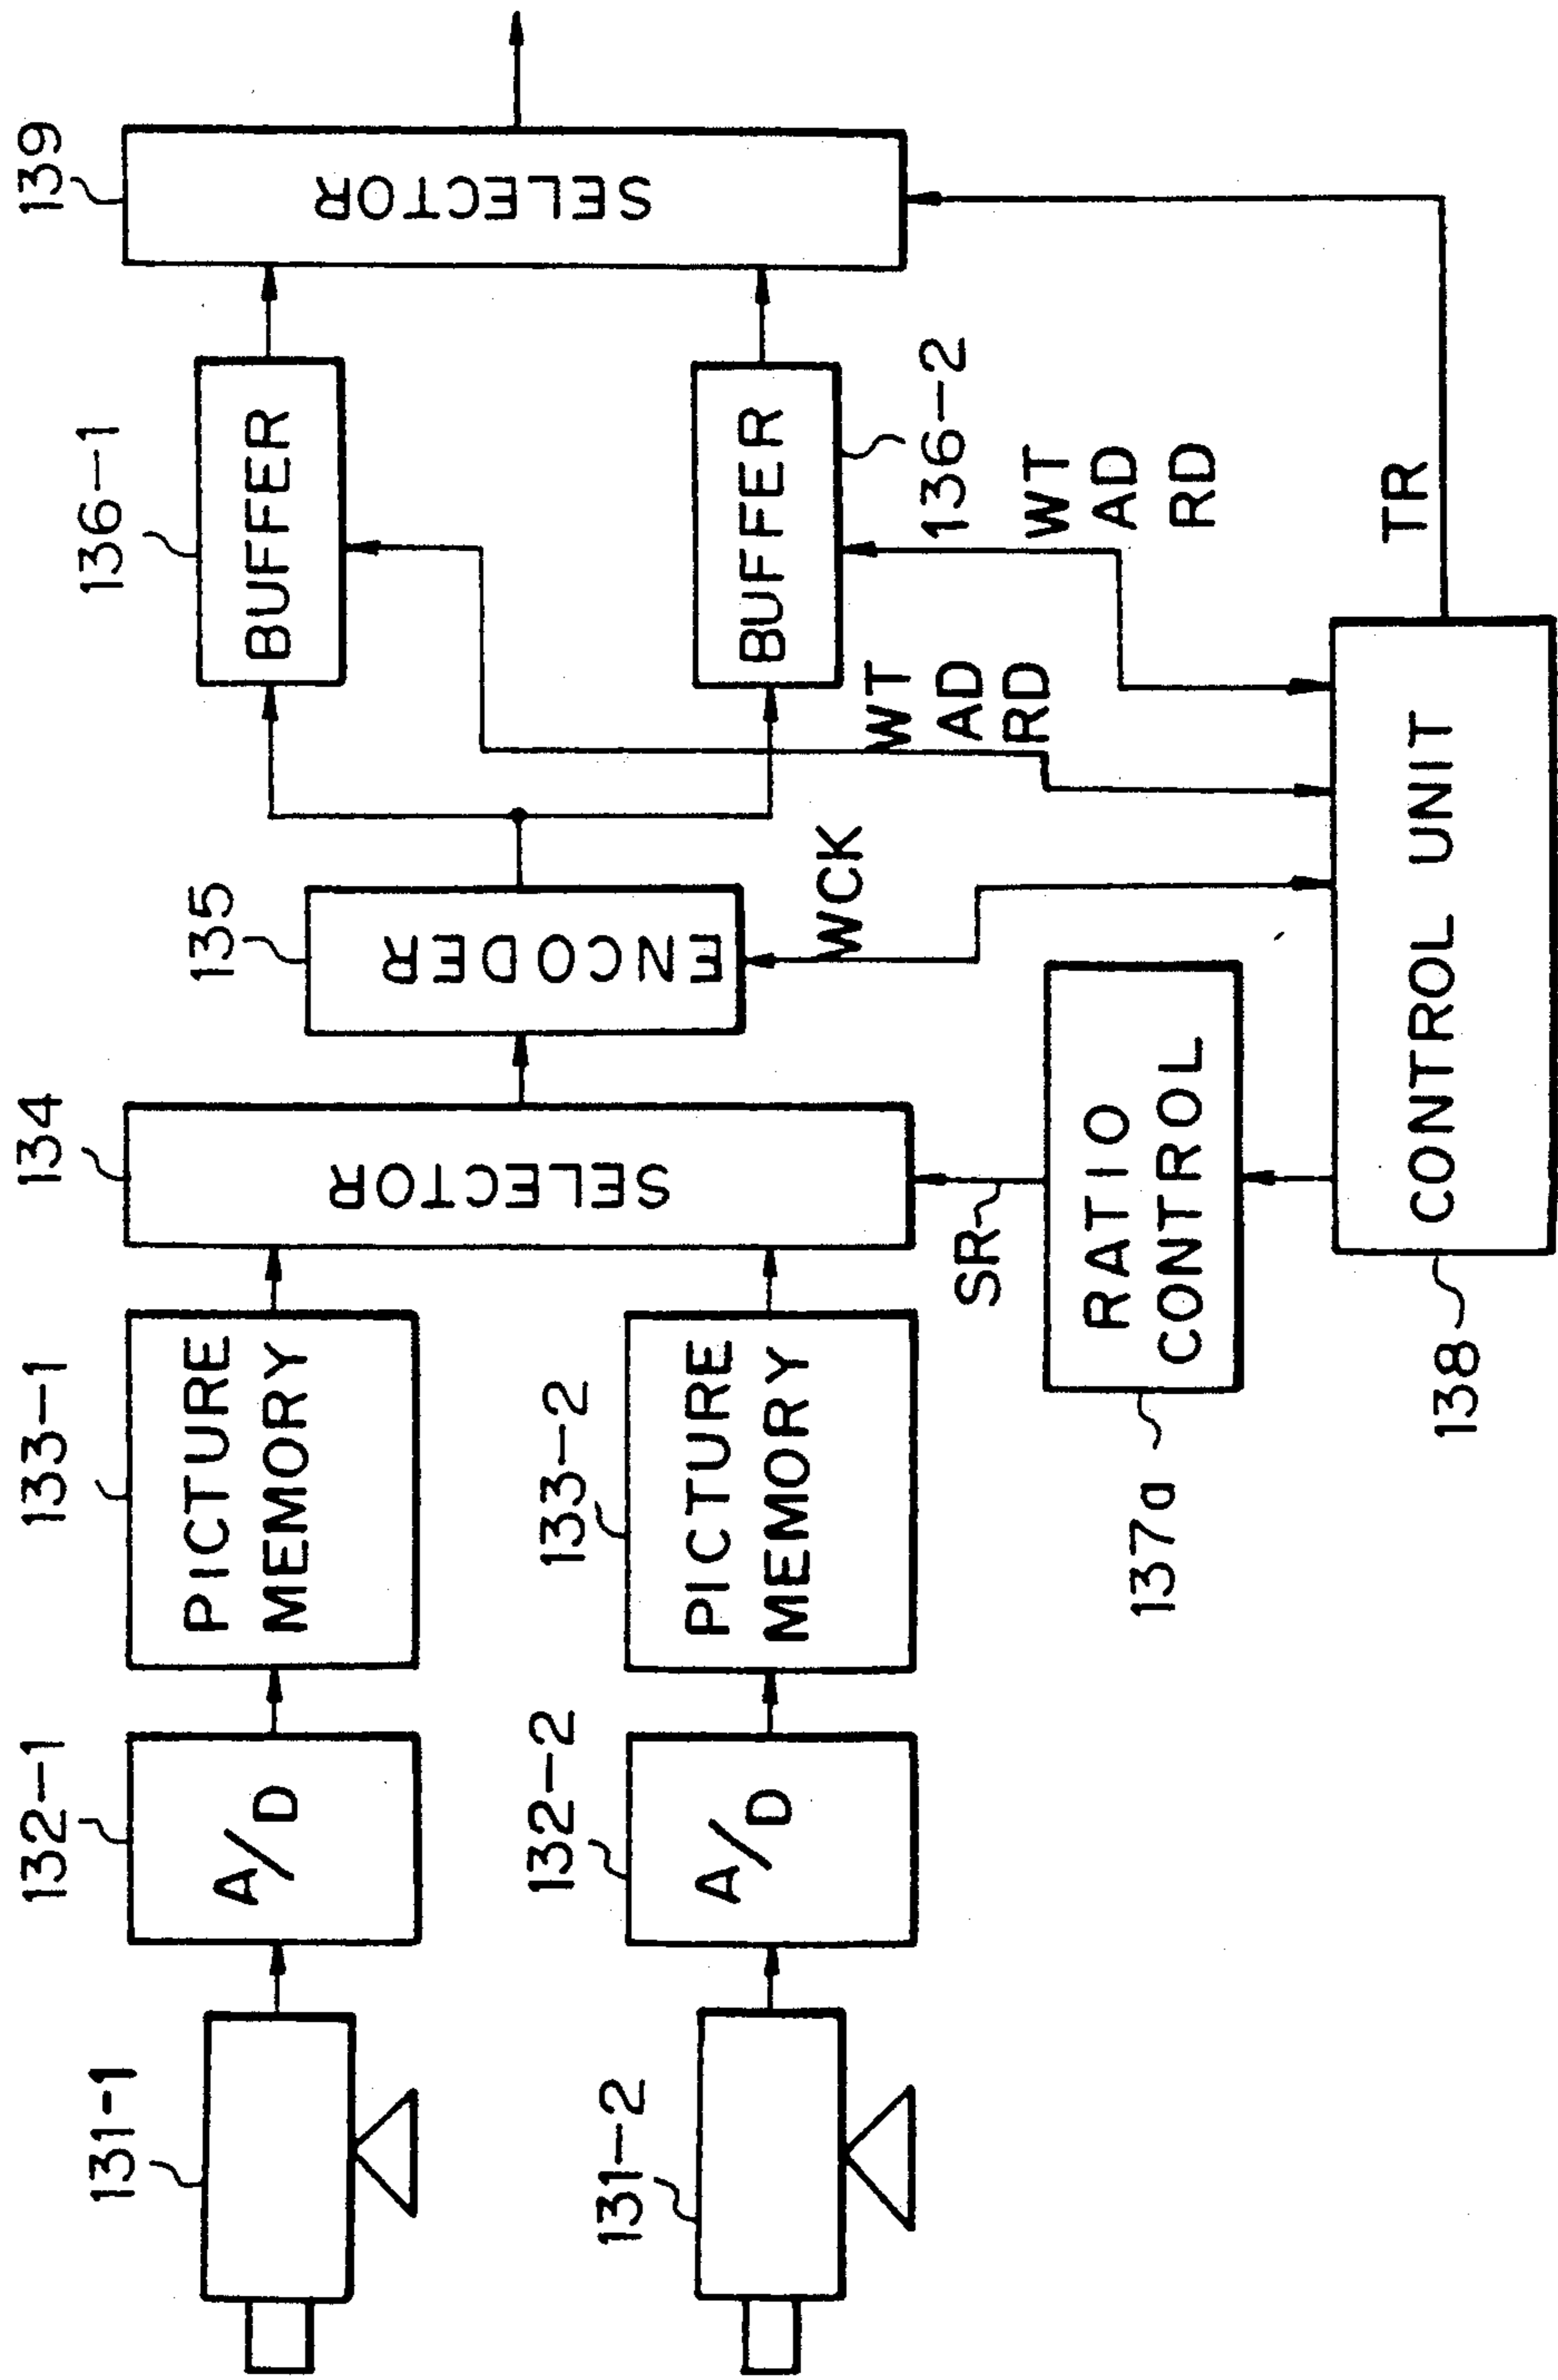 131-1
132-1
133-1
134
135
136-1
139
A/D
PICTURE
MEMORY
SELECTOR
ENCODER
BUFFER
SELECTOR
131-2
132-2
133-2
A/D
PICTURE
MEMORY
BUFFER
136-2
SR
WCK
WT
AD
RD
WT
AD
RD
RATIO
CONTROL
137a
TR
CONTROL UNIT
138